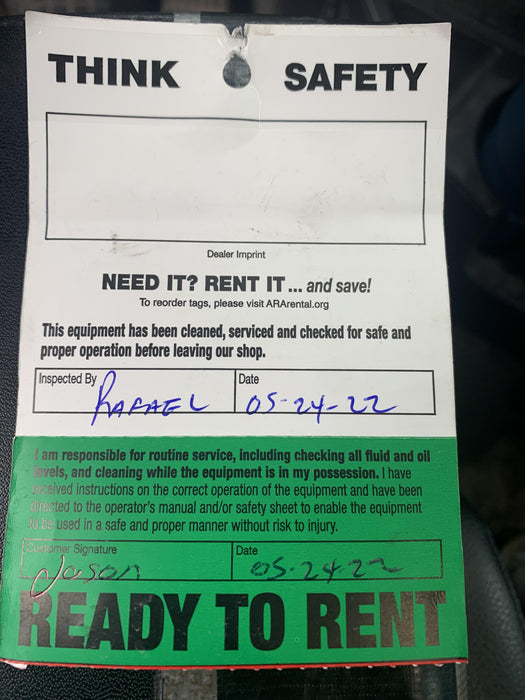 THINK SAFETY
Dealer Imprint
NEED IT? RENT IT ... and save!
To reorder tags, please visit ARArental.org
This equipment has been cleaned, serviced and checked for safe and
proper operation before leaving our shop.
Inspected By RAFAEL Date 05-24-22
I am responsible for routine service, including checking all fluid and oil
levels, and cleaning while the equipment is in my possession. I have
received instructions on the correct operation of the equipment and have been
directed to the operator's manual and/or safety sheet to enable the equipment
to be used in a safe and proper manner without risk to injury.
Customer Signature Jason Date 05-24-22
READY TO RENT